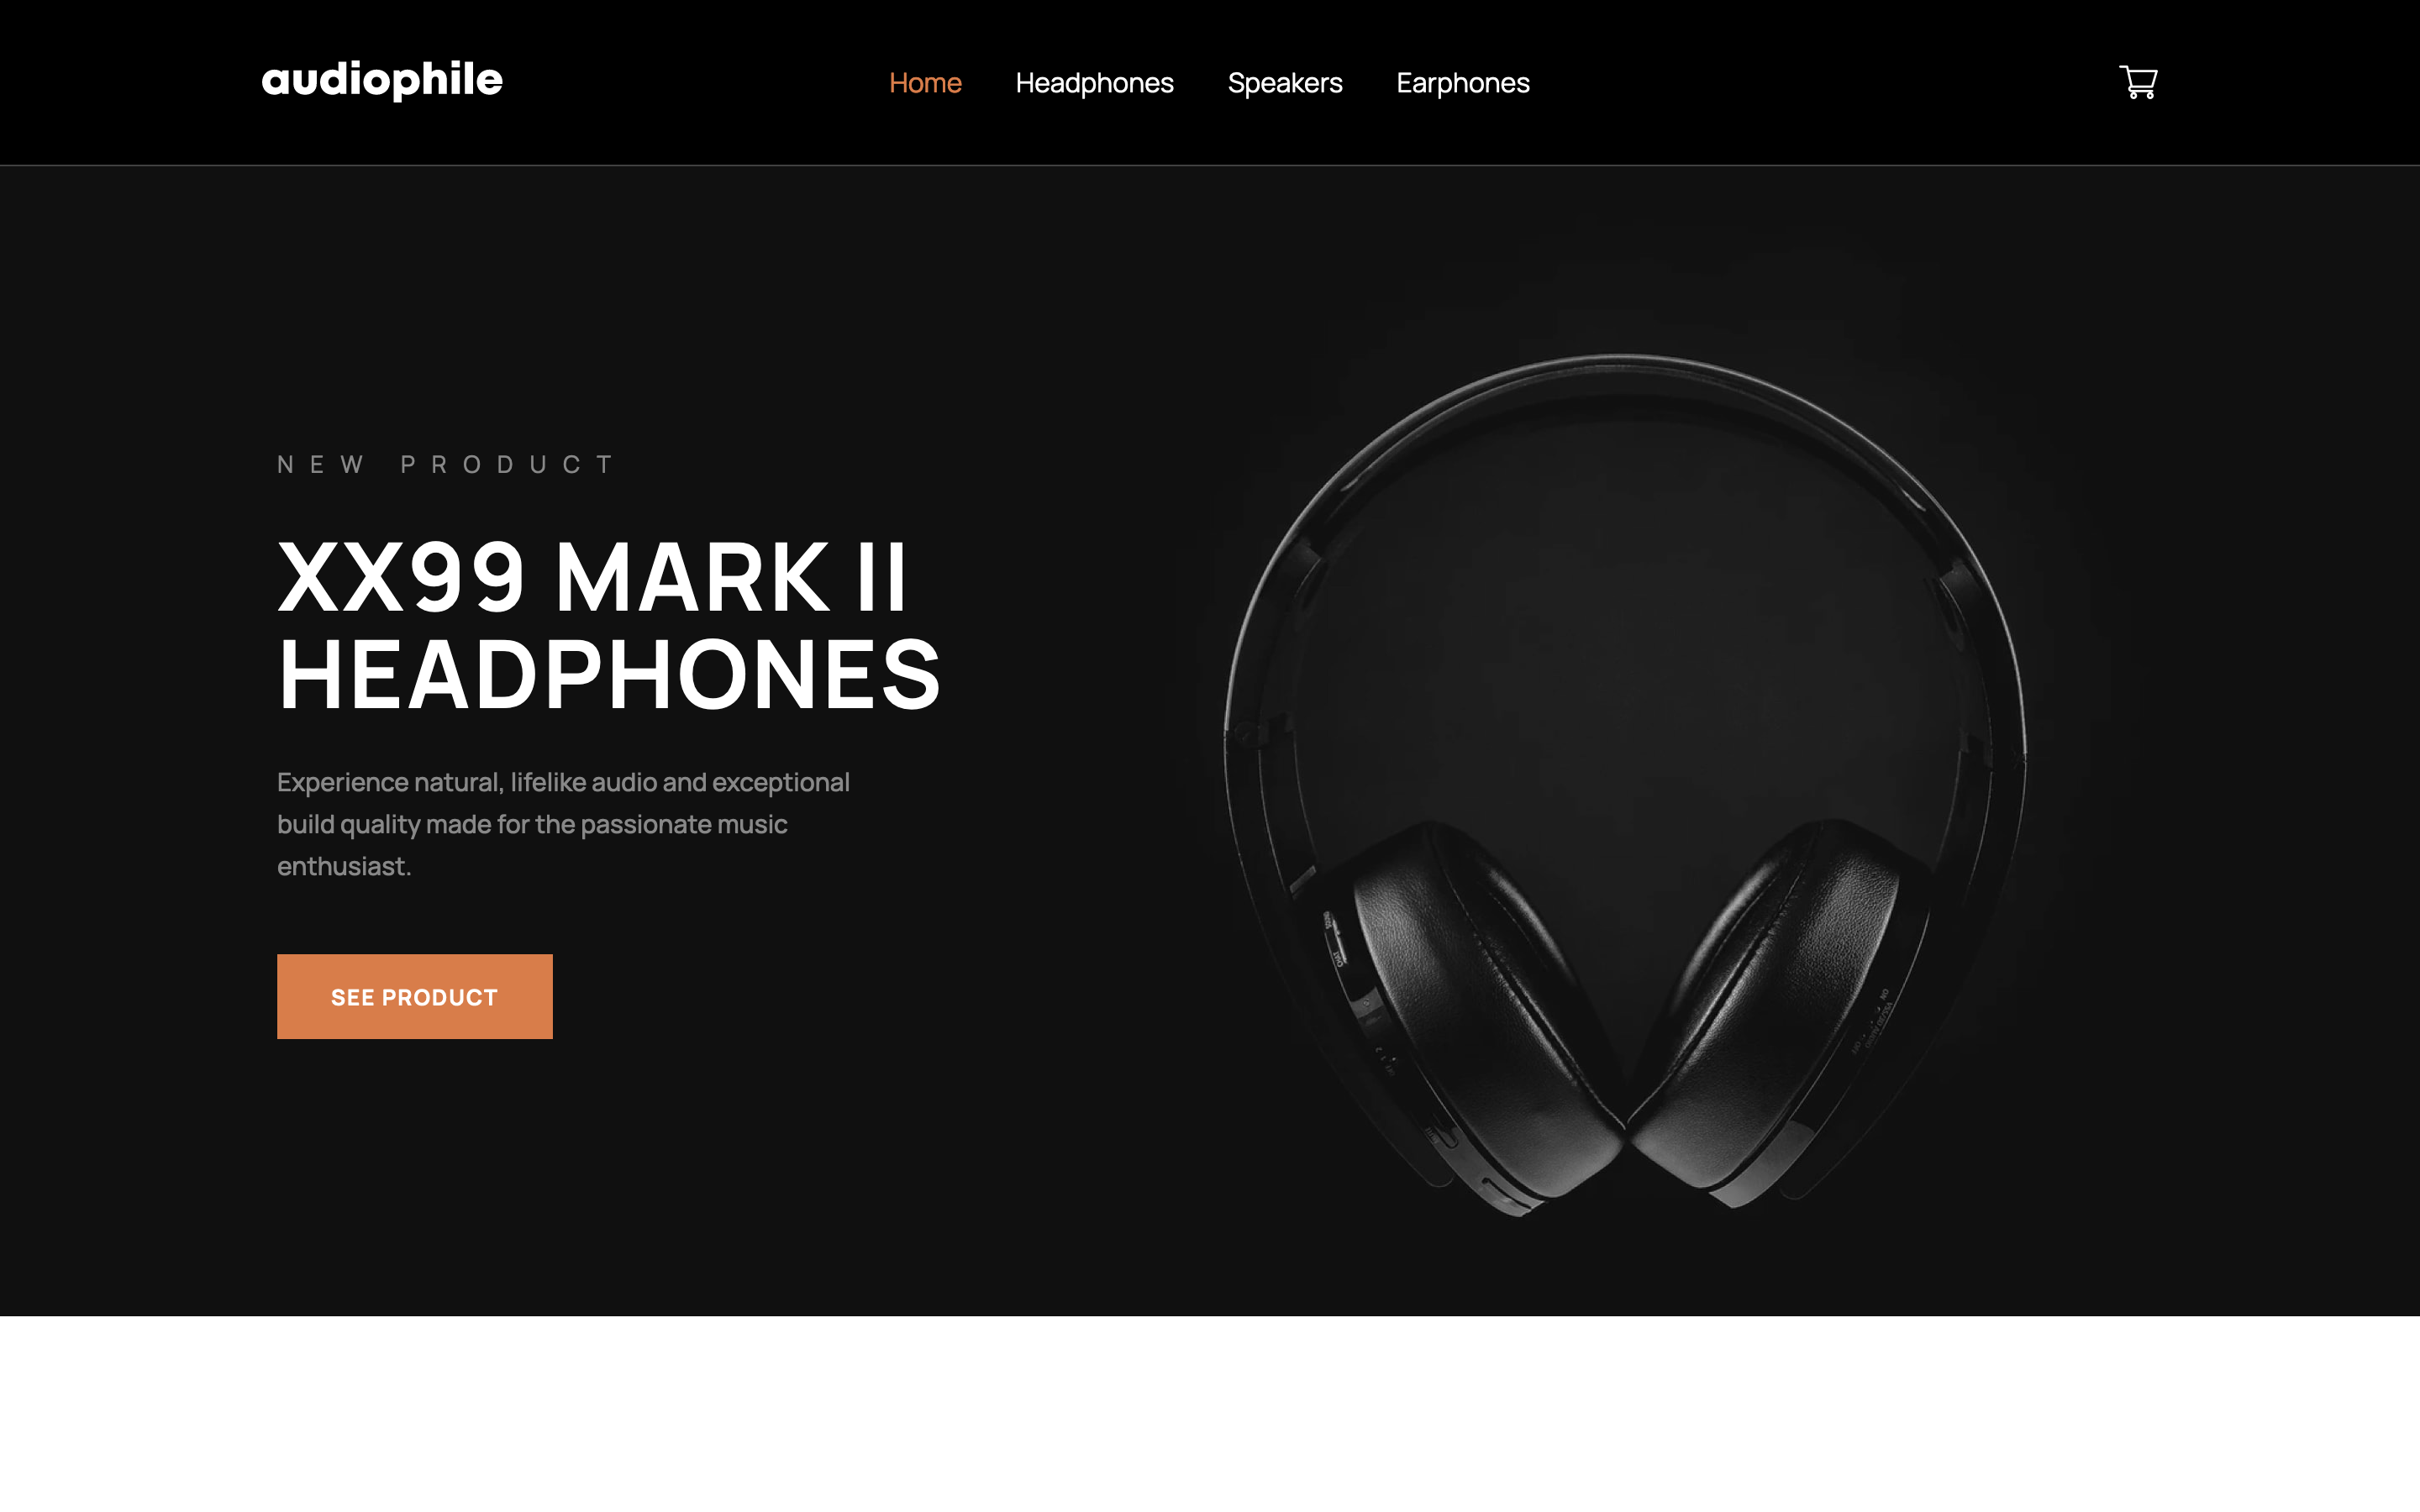 audiophile
Home Headphones Speakers Earphones
NEW PRODUCT
XX99 MARK II
HEADPHONES
Experience natural, lifelike audio and exceptional
build quality made for the passionate music
enthusiast.
SEE PRODUCT